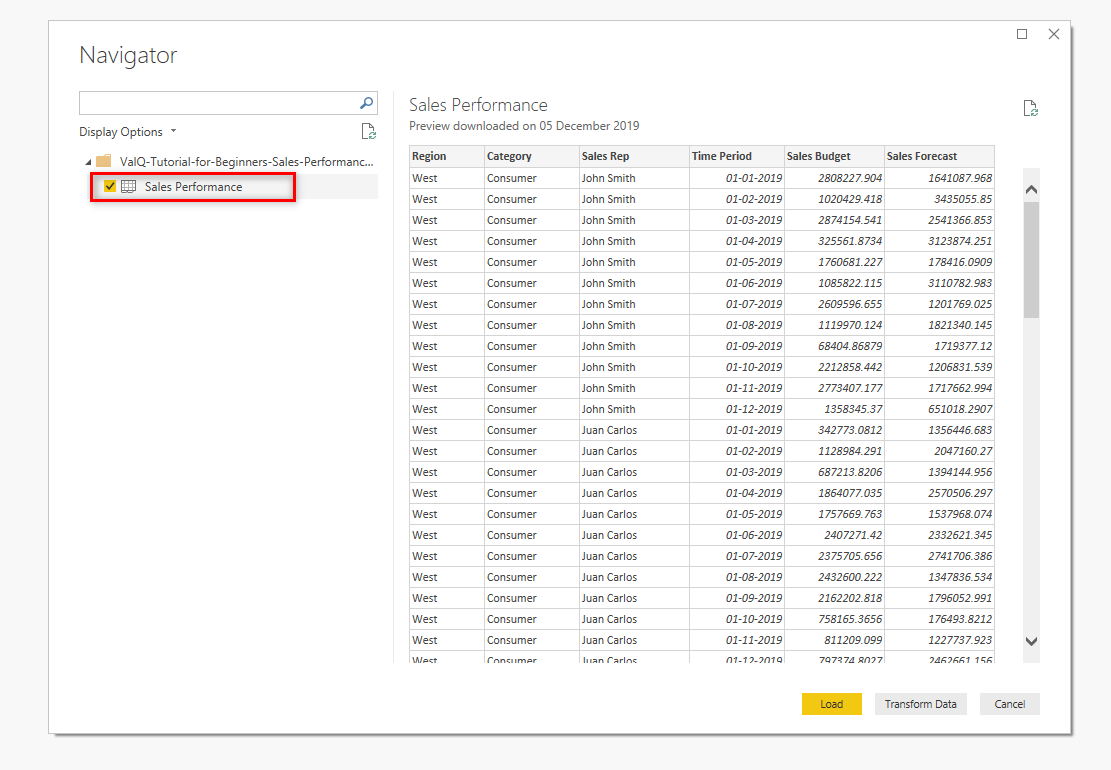 Navigator
Display Options
ValQ-Tutorial-for-Beginners-Sales-Performanc...
Sales Performance
Sales Performance
Preview downloaded on 05 December 2019
Region Category Sales Rep Time Period Sales Budget Sales Forecast
West Consumer John Smith 01-01-2019 2808227.904 1641087.968
West Consumer John Smith 01-02-2019 1020429.418 3435055.85
West Consumer John Smith 01-03-2019 2874154.541 2541366.853
West Consumer John Smith 01-04-2019 325561.8734 3123874.251
West Consumer John Smith 01-05-2019 1760681.227 178416.0909
West Consumer John Smith 01-06-2019 1085822.115 3110782.983
West Consumer John Smith 01-07-2019 2609596.655 1201769.025
West Consumer John Smith 01-08-2019 1119970.124 1821340.145
West Consumer John Smith 01-09-2019 68404.86879 1719377.12
West Consumer John Smith 01-10-2019 2212858.442 1206831.539
West Consumer John Smith 01-11-2019 2773407.177 1717662.994
West Consumer John Smith 01-12-2019 1358345.37 651018.2907
West Consumer Juan Carlos 01-01-2019 342773.0812 1356446.683
West Consumer Juan Carlos 01-02-2019 1128984.291 2047160.27
West Consumer Juan Carlos 01-03-2019 687213.8206 1394144.956
West Consumer Juan Carlos 01-04-2019 1864077.035 2570506.297
West Consumer Juan Carlos 01-05-2019 1757669.763 1537968.074
West Consumer Juan Carlos 01-06-2019 2407271.42 2332621.345
West Consumer Juan Carlos 01-07-2019 2375705.656 2741706.386
West Consumer Juan Carlos 01-08-2019 2432600.222 1347836.534
West Consumer Juan Carlos 01-09-2019 2162202.818 1796052.991
West Consumer Juan Carlos 01-10-2019 758165.3656 176493.8212
West Consumer Juan Carlos 01-11-2019 811209.099 1227737.923
West Consumer Juan Carlos 01-12-2019 797374.8027 2462661.156
Load Transform Data Cancel